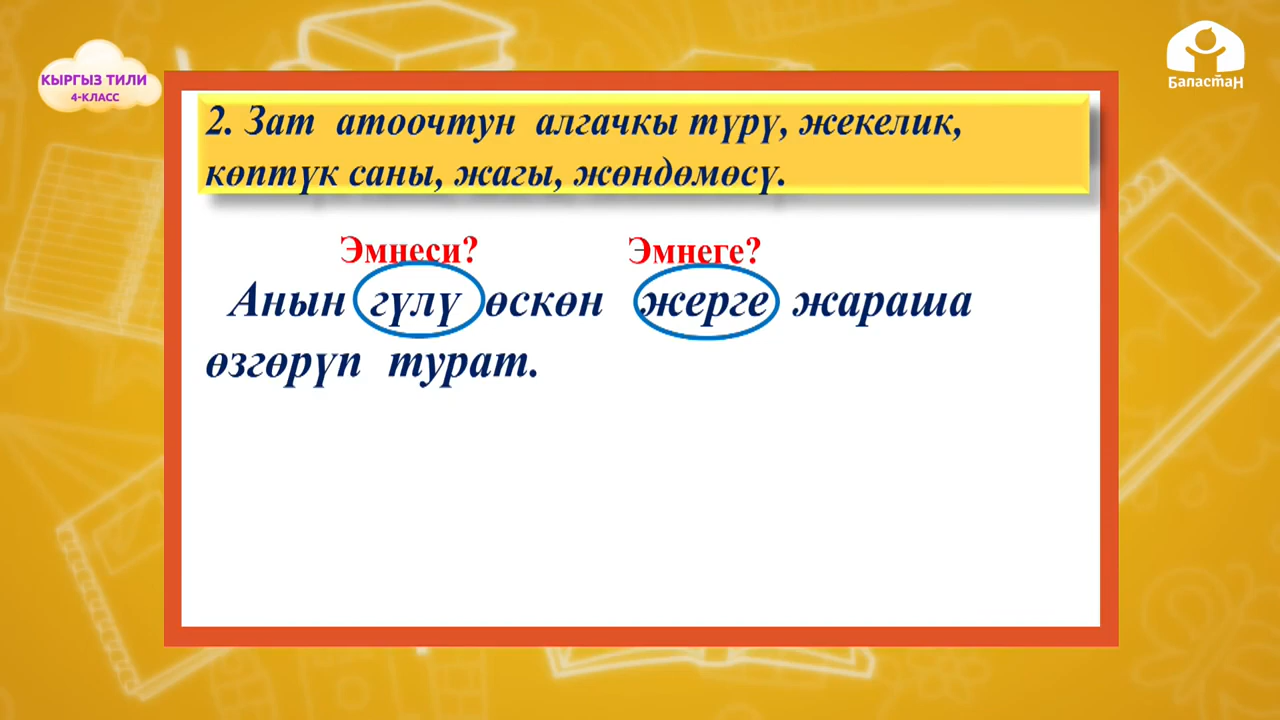 КЫРГЫЗ ТИЛИ
4-КЛАСС
Баластан
2. Зат атоочтун алгачкы түрү, жекелик,
көптүк саны, жагы, жөндөмөсү.
Эмнеси? Эмнеге?
Анын гүлү өскөн жерге жараша
өзгөрүп турат.